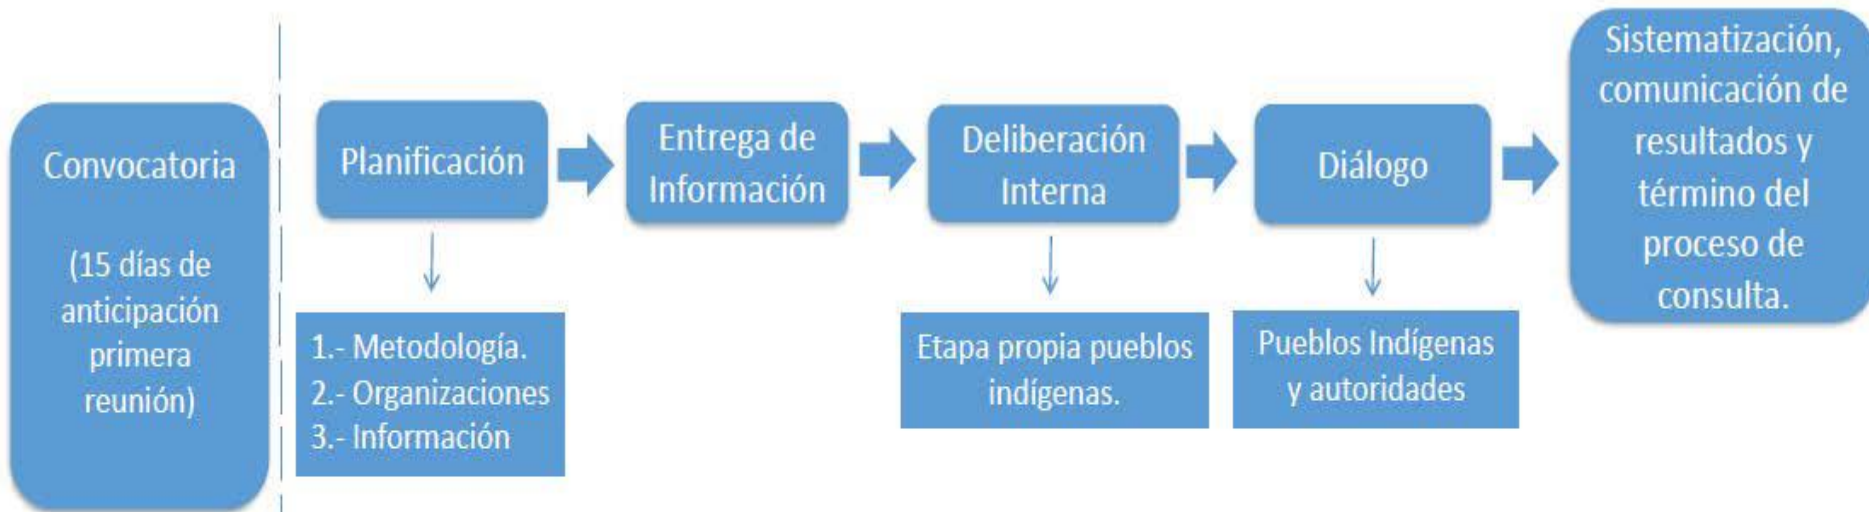 Convocatoria
(15 días de
anticipación
primera
reunión)
Planificación
1.- Metodología.
2.- Organizaciones
3.- Información
Entrega de
Información
Deliberación
Interna
Etapa propia pueblos
indígenas.
Diálogo
Pueblos Indígenas
y autoridades
Sistematización,
comunicación de
resultados y
término del
proceso de
consulta.